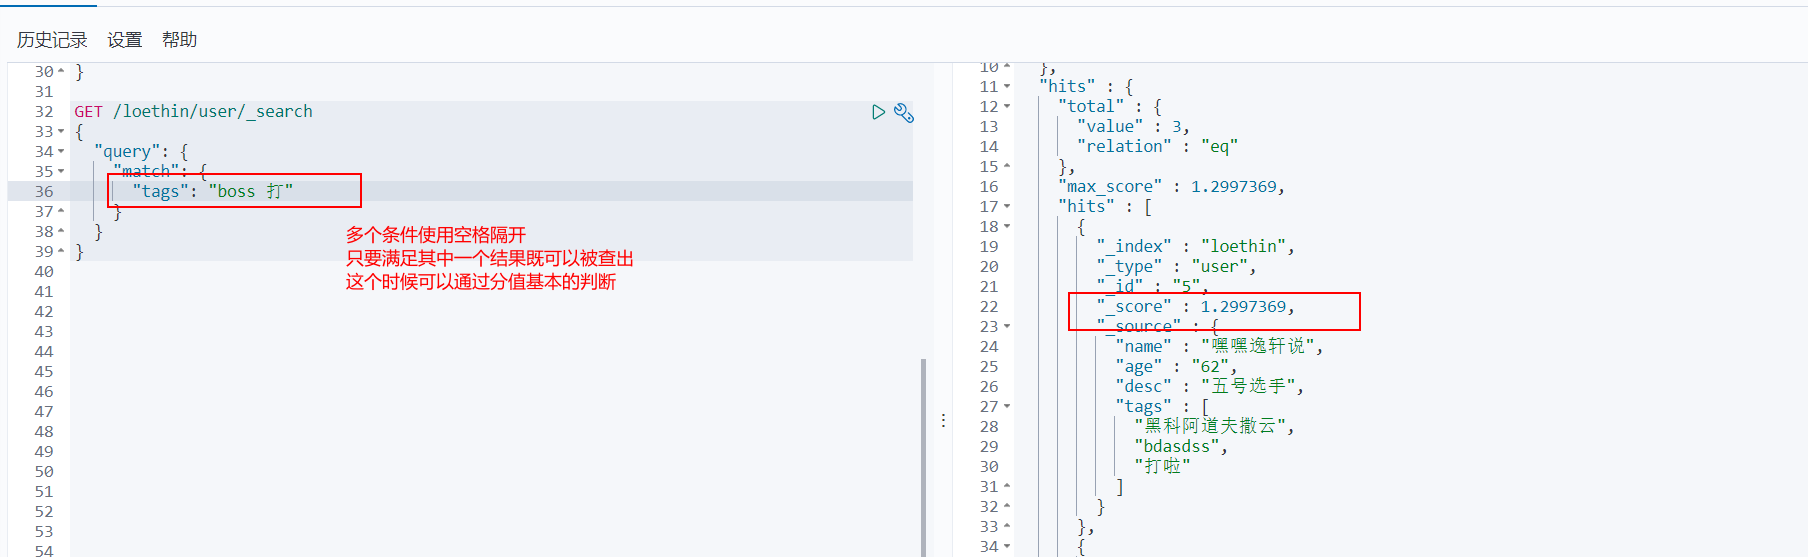 历史记录 设置 帮助
30 }
31
32 GET /loethin/user/_search
33 {
34 "query": {
35 "match": {
36 "tags": "boss 打"
37 }
38 }
39 }
40
41
42
43
44
45
46
47
48
49
50
51
52
53
54
多个条件使用空格隔开
只要满足其中一个结果既可以被查出
这个时候可以通过分值基本的判断
10 },
11 "hits" : {
12 "total" : {
13 "value" : 3,
14 "relation" : "eq"
15 },
16 "max_score" : 1.2997369,
17 "hits" : [
18 {
19 "_index" : "loethin",
20 "_type" : "user",
21 "_id" : "5",
22 "_score" : 1.2997369,
23 "_source" : {
24 "name" : "嘿嘿逸轩说",
25 "age" : "62",
26 "desc" : "五号选手",
27 "tags" : [
28 "黑科阿道夫撒云",
29 "bdasdss",
30 "打啦"
31 ]
32 }
33 },
34 {